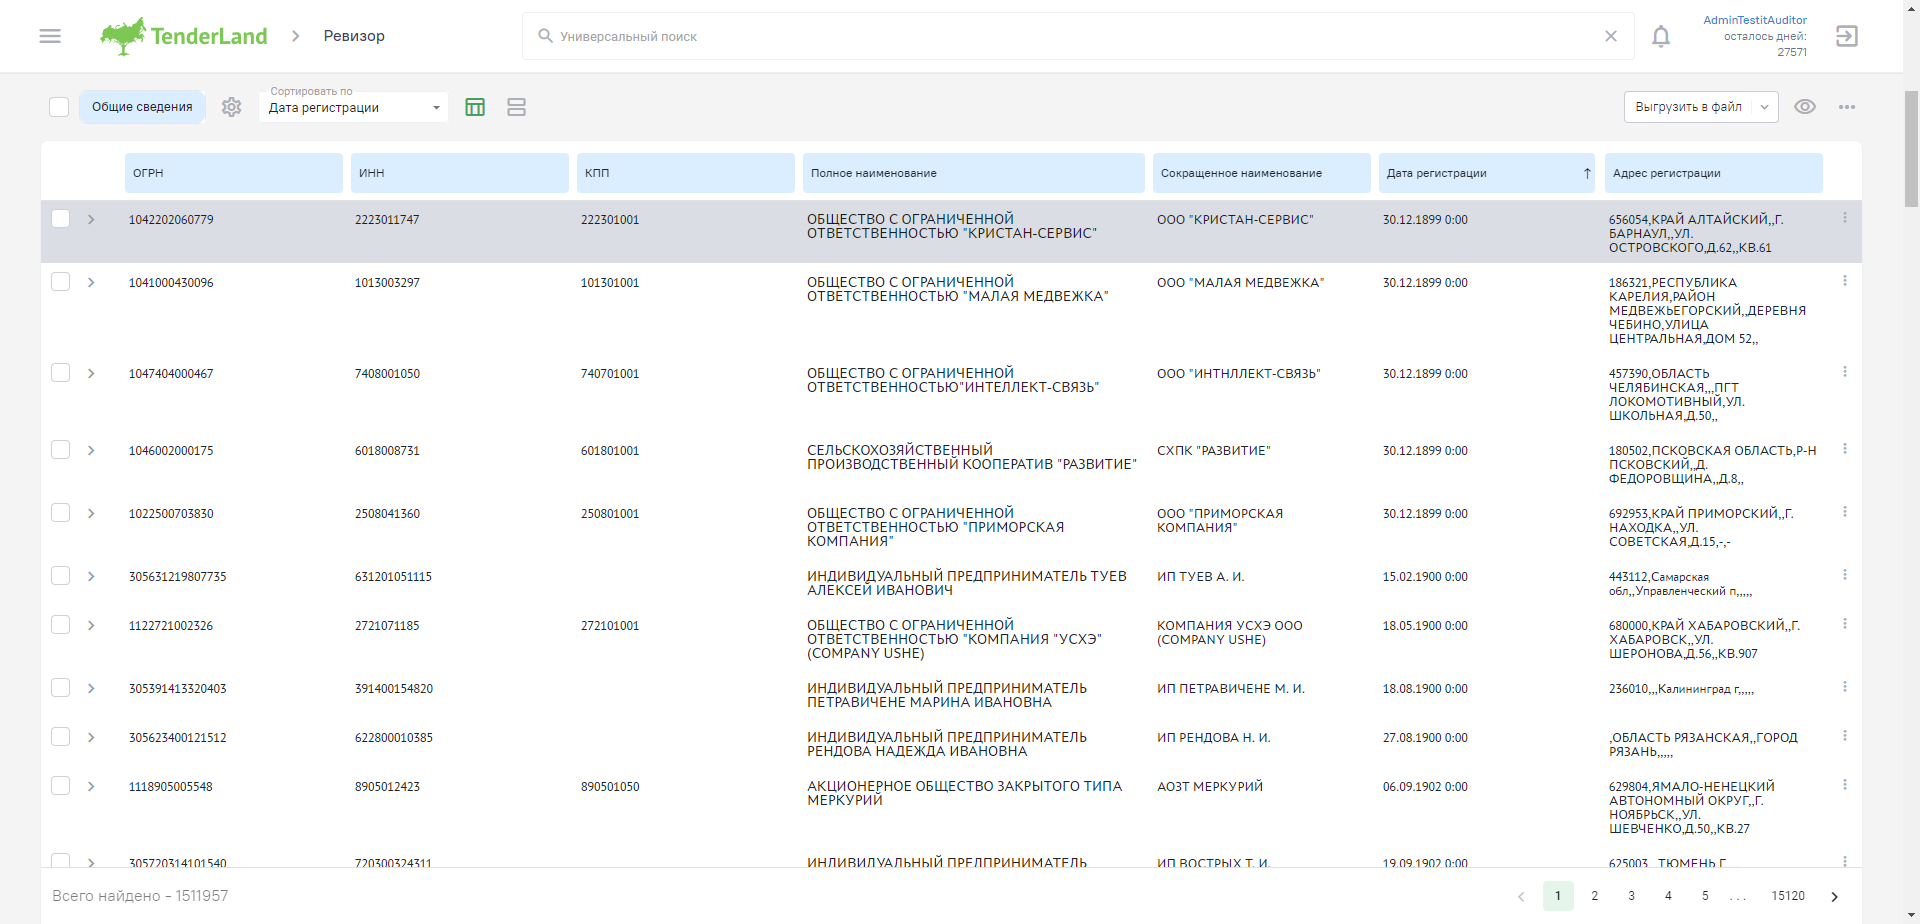 TenderLand
Ревизор
Универсальный поиск
AdminTestitAuditor
осталось дней:
27571
Общие сведения
Сортировать по
Дата регистрации
Выгрузить в файл
ОГРН ИНН КПП Полное наименование Сокращенное наименование Дата регистрации Адрес регистрации
1042202060779 2223011747 222301001 ОБЩЕСТВО С ОГРАНИЧЕННОЙ ООО "КРИСТАН-СЕРВИС" 30.12.1899 0:00 656054,КРАЙ АЛТАЙСКИЙ,,Г.
ОТВЕТСТВЕННОСТЬЮ "КРИСТАН-СЕРВИС" БАРНАУЛ,,УЛ.
ОСТРОВСКОГО,Д.62,,КВ.61
1041000430096 1013003297 101301001 ОБЩЕСТВО С ОГРАНИЧЕННОЙ ООО "МАЛАЯ МЕДВЕЖКА" 30.12.1899 0:00 186321,РЕСПУБЛИКА
ОТВЕТСТВЕННОСТЬЮ "МАЛАЯ МЕДВЕЖКА" КАРЕЛИЯ,РАЙОН
МЕДВЕЖЬЕГОРСКИЙ,,ДЕРЕВНЯ
ЧЕБИНО,УЛИЦА
ЦЕНТРАЛЬНАЯ,ДОМ 52,,
1047404000467 7408001050 740701001 ОБЩЕСТВО С ОГРАНИЧЕННОЙ ООО "ИНТНЛЛЕКТ-СВЯЗЬ" 30.12.1899 0:00 457390,ОБЛАСТЬ
ОТВЕТСТВЕННОСТЬЮ"ИНТЕЛЛЕКТ-СВЯЗЬ" ЧЕЛЯБИНСКАЯ,,,ПГТ
ЛОКОМОТИВНЫЙ,УЛ.
ШКОЛЬНАЯ,Д.50,,
1046002000175 6018008731 601801001 СЕЛЬСКОХОЗЯЙСТВЕННЫЙ СХПК "РАЗВИТИЕ" 30.12.1899 0:00 180502,ПСКОВСКАЯ ОБЛАСТЬ,Р-Н
ПРОИЗВОДСТВЕННЫЙ КООПЕРАТИВ "РАЗВИТИЕ" ПСКОВСКИЙ,,Д.
ФЕДОРОВЩИНА,,Д.8,,
1022500703830 2508041360 250801001 ОБЩЕСТВО С ОГРАНИЧЕННОЙ ООО "ПРИМОРСКАЯ 30.12.1899 0:00 692953,КРАЙ ПРИМОРСКИЙ,,Г.
ОТВЕТСТВЕННОСТЬЮ "ПРИМОРСКАЯ КОМПАНИЯ" НАХОДКА,,УЛ.
КОМПАНИЯ" СОВЕТСКАЯ,Д.15,-,-
305631219807735 631201051115 ИНДИВИДУАЛЬНЫЙ ПРЕДПРИНИМАТЕЛЬ ТУЕВ ИП ТУЕВ А. И. 15.02.1900 0:00 443112,Самарская
АЛЕКСЕЙ ИВАНОВИЧ обл,,Управленческий п,,,,,
1122721002326 2721071185 272101001 ОБЩЕСТВО С ОГРАНИЧЕННОЙ КОМПАНИЯ УСХЭ ООО 18.05.1900 0:00 680000,КРАЙ ХАБАРОВСКИЙ,,Г.
ОТВЕТСТВЕННОСТЬЮ "КОМПАНИЯ "УСХЭ" (COMPANY USHE) ХАБАРОВСК,,УЛ.
(COMPANY USHE) ШЕРОНОВА,Д.56,,КВ.907
305391413320403 391400154820 ИНДИВИДУАЛЬНЫЙ ПРЕДПРИНИМАТЕЛЬ ИП ПЕТРАВИЧЕНЕ М. И. 18.08.1900 0:00 236010,,,Калининград г,,,,,
ПЕТРАВИЧЕНЕ МАРИНА ИВАНОВНА
305623400121512 622800010385 ИНДИВИДУАЛЬНЫЙ ПРЕДПРИНИМАТЕЛЬ ИП РЕНДОВА Н. И. 27.08.1900 0:00 ,ОБЛАСТЬ РЯЗАНСКАЯ,,ГОРОД
РЕНДОВА НАДЕЖДА ИВАНОВНА РЯЗАНЬ,,,,,
1118905005548 8905012423 890501050 АКЦИОНЕРНОЕ ОБЩЕСТВО ЗАКРЫТОГО ТИПА АОЗТ МЕРКУРИЙ 06.09.1902 0:00 629804,ЯМАЛО-НЕНЕЦКИЙ
МЕРКУРИЙ АВТОНОМНЫЙ ОКРУГ,,Г.
НОЯБРЬСК,,УЛ.
ШЕВЧЕНКО,Д.50,,КВ.27
305720314101540 720300324311 ИНДИВИДУАЛЬНЫЙ ПРЕДПРИНИМАТЕЛЬ ИП ВОСТРЫХ Т. И. 19.09.1902 0:00 625003,,,ТЮМЕНЬ Г,
Всего найдено - 1511957
1 2 3 4 5 ... 15120